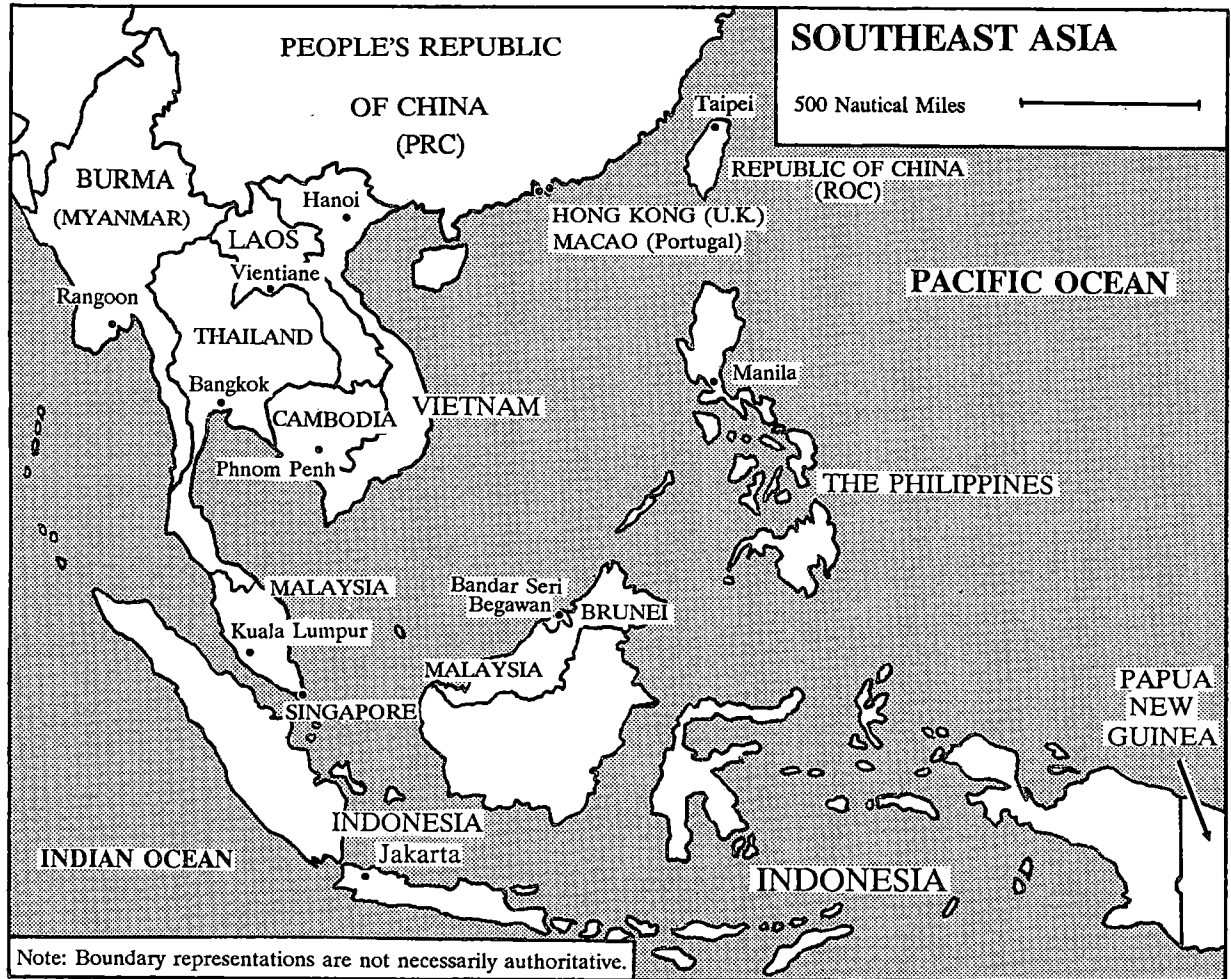 SOUTHEAST ASIA
500 Nautical Miles
PEOPLE'S REPUBLIC
OF CHINA
(PRC)
Taipei
REPUBLIC OF CHINA
(ROC)
BURMA
(MYANMAR)
Hanoi
HONG KONG (U.K.)
MACAO (Portugal)
LAOS
Vientiane
PACIFIC OCEAN
Rangoon
THAILAND
Manila
Bangkok
CAMBODIA
VIETNAM
Phnom Penh
THE PHILIPPINES
MALAYSIA
Bandar Seri
Begawan
BRUNEI
Kuala Lumpur
MALAYSIA
SINGAPORE
PAPUA
NEW
GUINEA
INDONESIA
Jakarta
INDIAN OCEAN
INDONESIA
Note: Boundary representations are not necessarily authoritative.